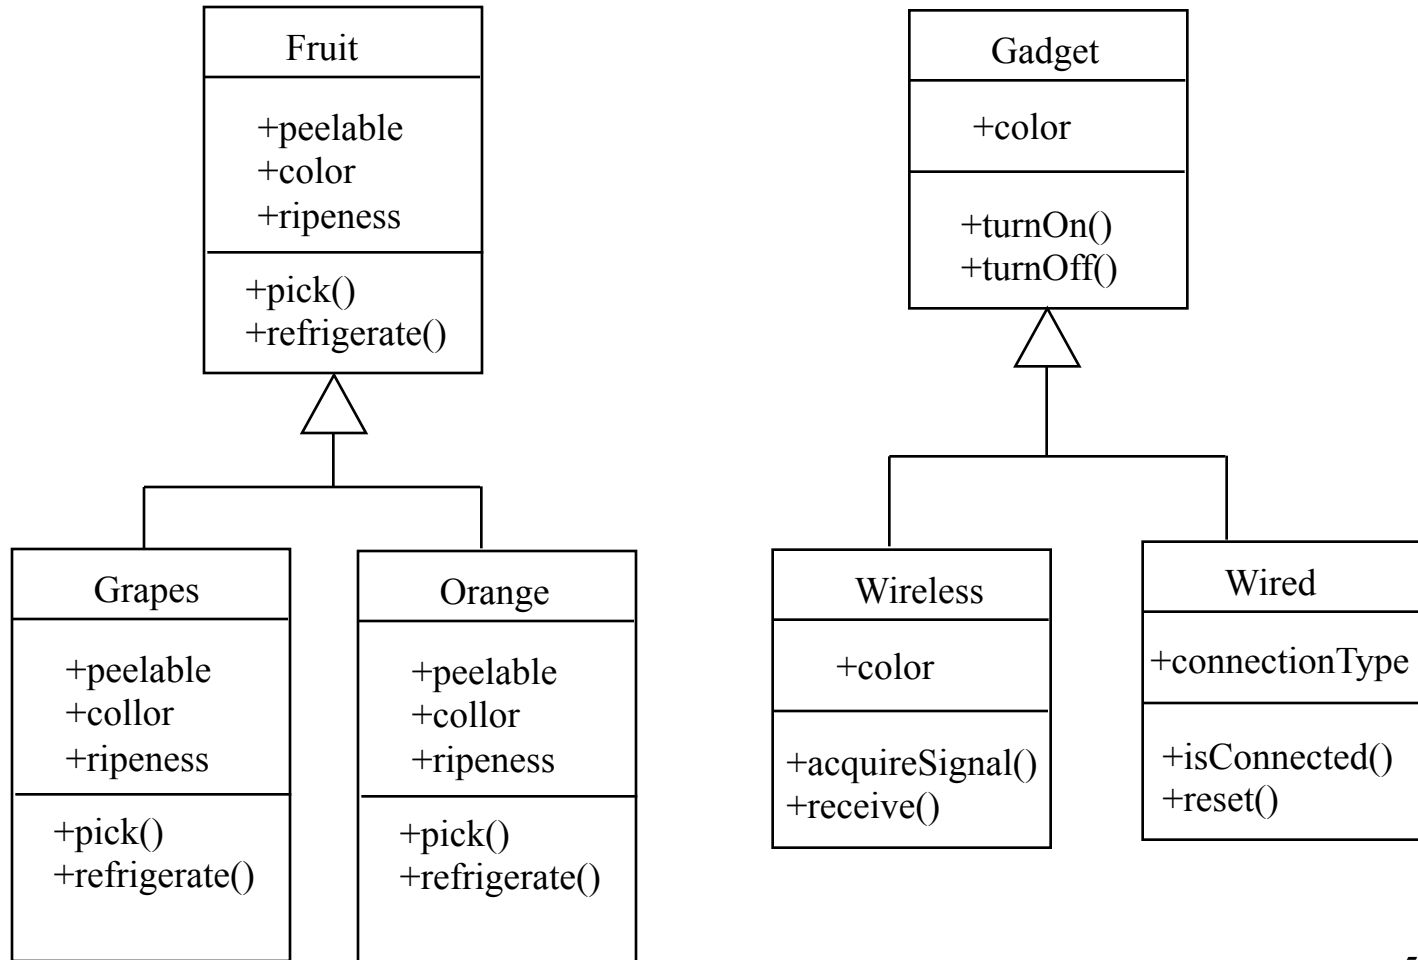 Fruit
+peelable
+color
+ripeness
+pick()
+refrigerate()
Grapes
+peelable
+collor
+ripeness
+pick()
+refrigerate()
Orange
+peelable
+collor
+ripeness
+pick()
+refrigerate()
Gadget
+color
+turnOn()
+turnOff()
Wireless
+color
+acquireSignal()
+receive()
Wired
+connectionType
+isConnected()
+reset()